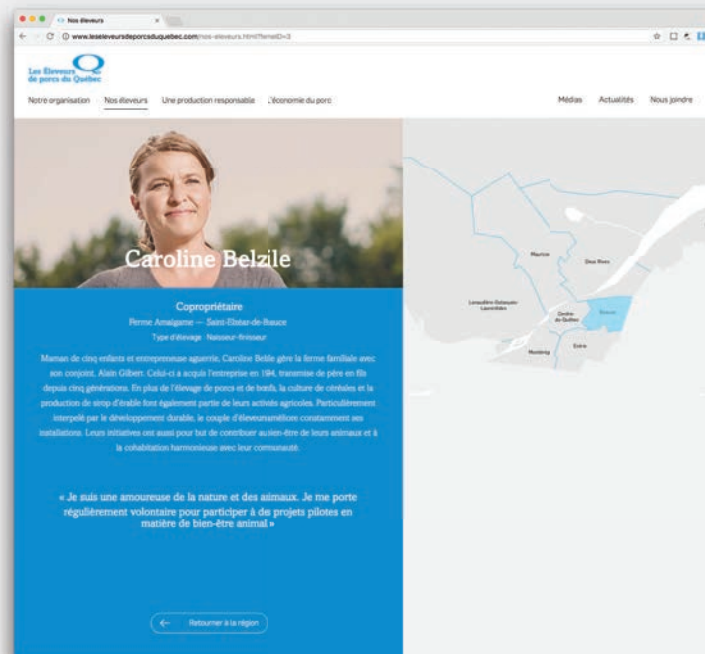 Nos éleveurs
www.leseleveursdeporcsduquebec.com/nos-eleveurs.html?temeID=3
Les Éleveurs
de porcs du Québec
Notre organisation Nos éleveurs Une production responsable L'économie du porc Médias Actualités Nous joindre
Caroline Belzile
Copropriétaire
Ferme Amalgame — Saint-Elzéar-de-Beauce
Type d'élevage Naisseur-finisseur
Maman de cinq enfants et entrepreneuse aguerrie, Caroline Belile gère la ferme familiale avec
son conjoint, Alain Gilbert. Celui-ci a acquis l'entreprise en 1994, transmise de père en fils
depuis cinq générations. En plus de l'élevage de porcs et de bœufs, la culture de céréales et la
production de sirop d'érable font également partie de leurs activités agricoles. Particulièrement
interpelé par le développement durable, le couple d'éleveursaméliore constamment ses
installations. Leurs initiatives ont aussi pour but de contribuer au bien-être de leurs animaux et à
la cohabitation harmonieuse avec leur communauté.
« Je suis une amoureuse de la nature et des animaux. Je me porte
régulièrement volontaire pour participer à des projets pilotes en
matière de bien-être animal »
Retourner à la région
Mauricie
Deux Rives
Lanaudière-Outaouais-
Laurentides
Centre-
du-Québec
Beauce
Estrie
Montérég